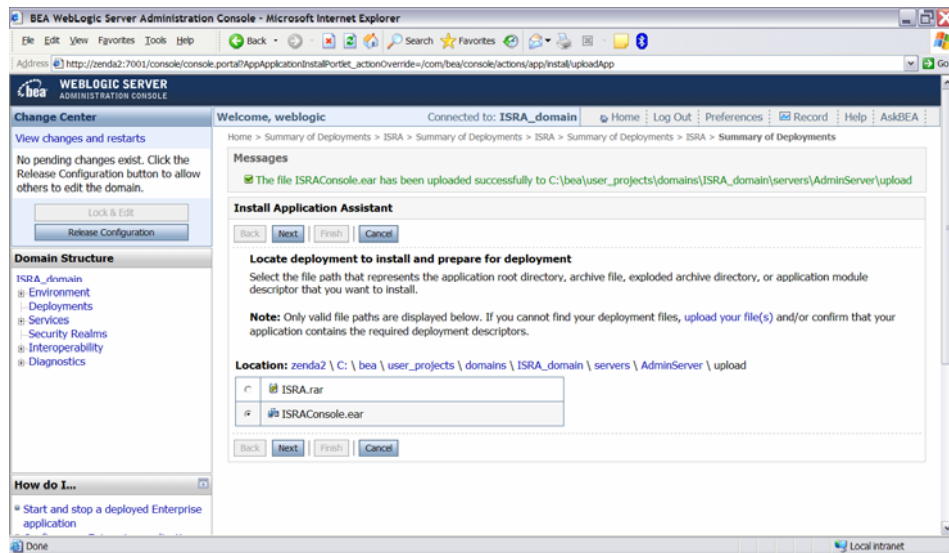 BEA WebLogic Server Administration Console - Microsoft Internet Explorer
File Edit View Favorites Tools Help
Back Search Favorites
Address http://zenda2:7001/console/console.portal?AppApplicationInstallPortlet_actionOverride=/com/bea/console/actions/app/install/uploadApp Go
bea WEBLOGIC SERVER
ADMINISTRATION CONSOLE
Change Center
View changes and restarts
No pending changes exist. Click the
Release Configuration button to allow
others to edit the domain.
Lock & Edit
Release Configuration
Domain Structure
ISRA_domain
Environment
Deployments
Services
Security Realms
Interoperability
Diagnostics
How do I...
Start and stop a deployed Enterprise
application
Welcome, weblogic Connected to: ISRA_domain Home Log Out Preferences Record Help AskBEA
Home > Summary of Deployments > ISRA > Summary of Deployments > ISRA > Summary of Deployments > ISRA > Summary of Deployments
Messages
The file ISRAConsole.ear has been uploaded successfully to C:\bea\user_projects\domains\ISRA_domain\servers\AdminServer\upload
Install Application Assistant
Back Next Finish Cancel
Locate deployment to install and prepare for deployment
Select the file path that represents the application root directory, archive file, exploded archive directory, or application module
descriptor that you want to install.
Note: Only valid file paths are displayed below. If you cannot find your deployment files, upload your file(s) and/or confirm that your
application contains the required deployment descriptors.
Location: zenda2 \ C: \ bea \ user_projects \ domains \ ISRA_domain \ servers \ AdminServer \ upload
ISRA.rar
ISRAConsole.ear
Back Next Finish Cancel
Done Local intranet